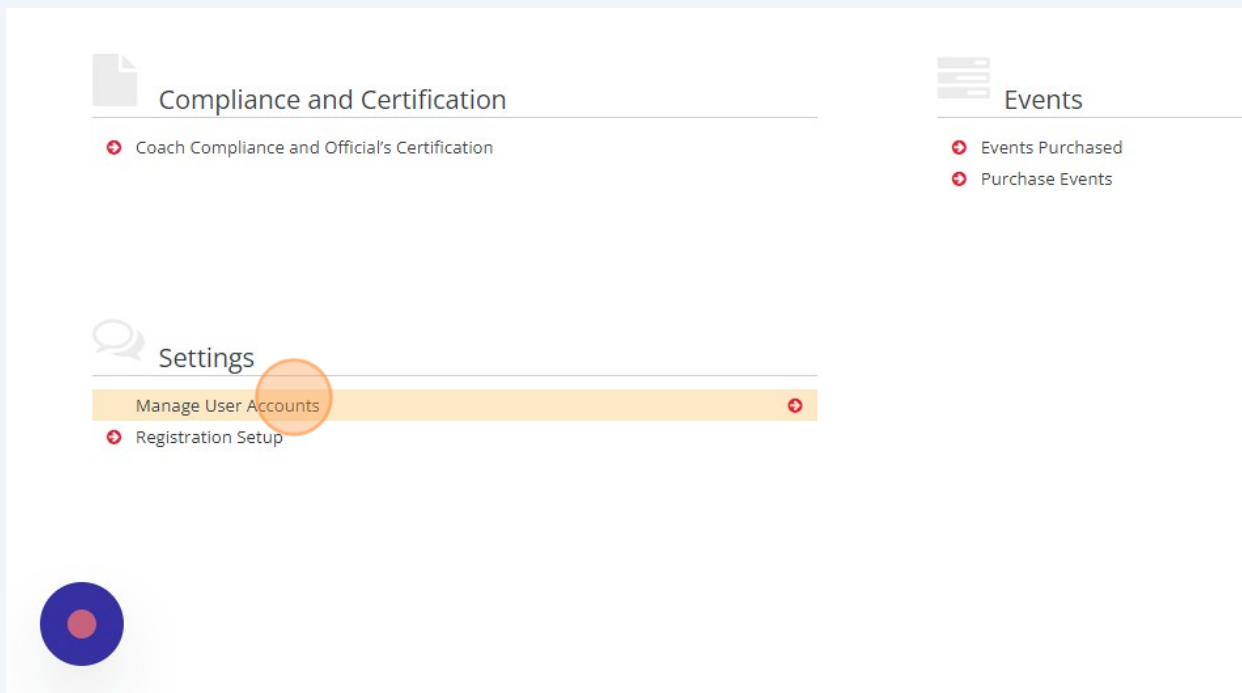 Compliance and Certification
Coach Compliance and Official’s Certification
Events
Events Purchased
Purchase Events
Settings
Manage User Accounts
Registration Setup